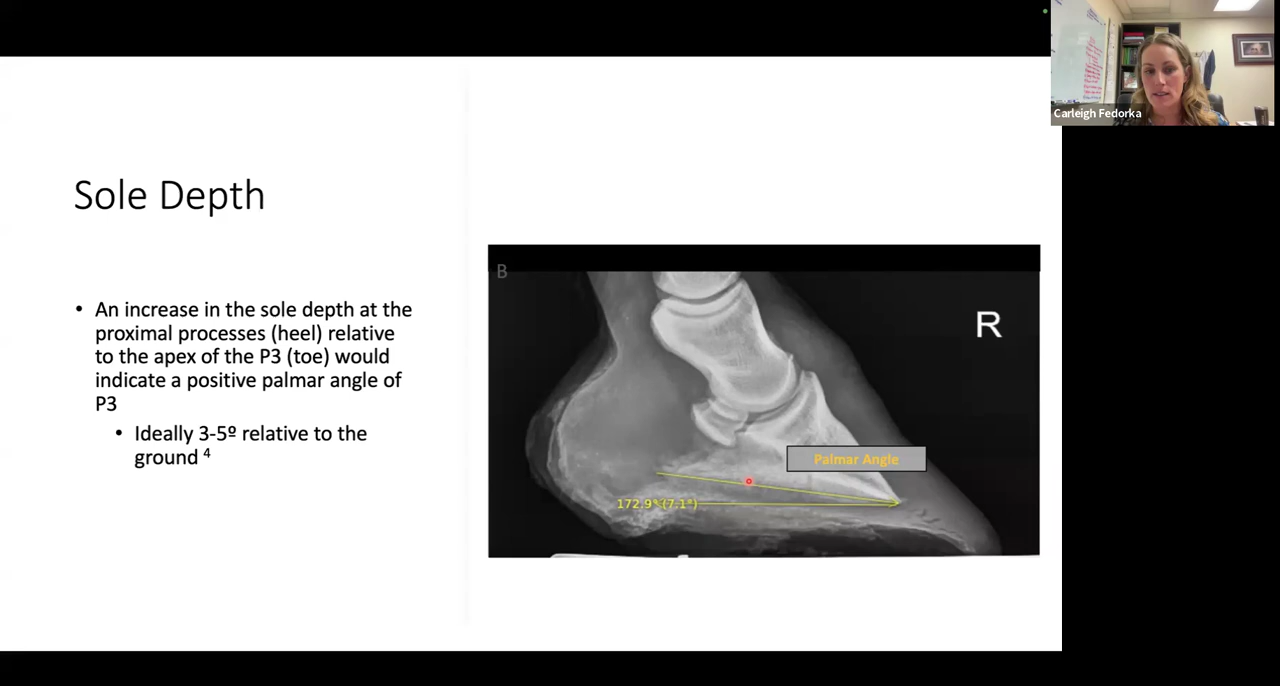 Carleigh Fedorka
Sole Depth
• An increase in the sole depth at the
proximal processes (heel) relative
to the apex of the P3 (toe) would
indicate a positive palmar angle of
P3
• Ideally 3-5º relative to the
ground 4
B
R
Palmar Angle
172.9°(7.1°)